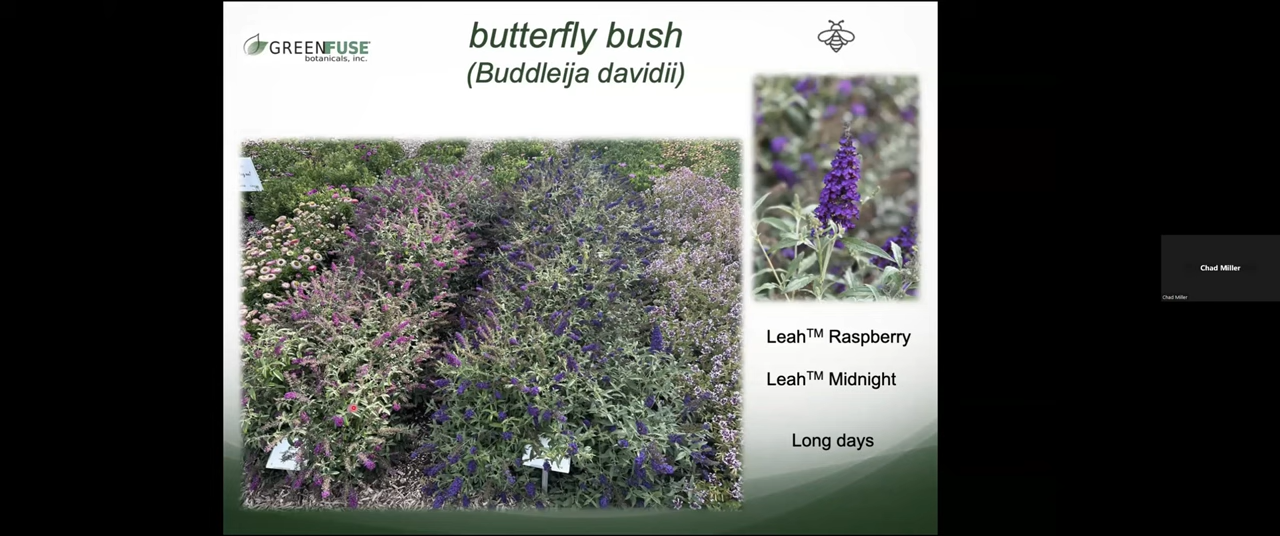 GREENFUSE
botanicals, inc.
butterfly bush
(Buddleija davidii)
Leah™ Raspberry
Leah™ Midnight
Long days
Chad Miller
Chad Miller